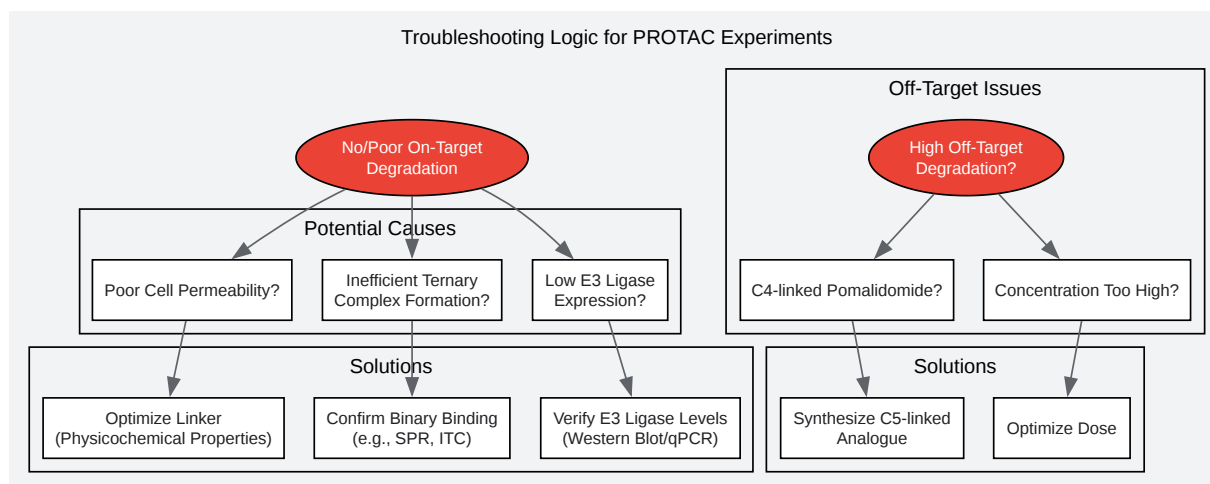 Troubleshooting Logic for PROTAC Experiments
No/Poor On-Target
Degradation
Potential Causes
Poor Cell Permeability?
Inefficient Ternary
Complex Formation?
Low E3 Ligase
Expression?
Solutions
Optimize Linker
(Physicochemical Properties)
Confirm Binary Binding
(e.g., SPR, ITC)
Verify E3 Ligase Levels
(Western Blot/qPCR)
Off-Target Issues
High Off-Target
Degradation?
C4-linked Pomalidomide?
Concentration Too High?
Solutions
Synthesize C5-linked
Analogue
Optimize Dose